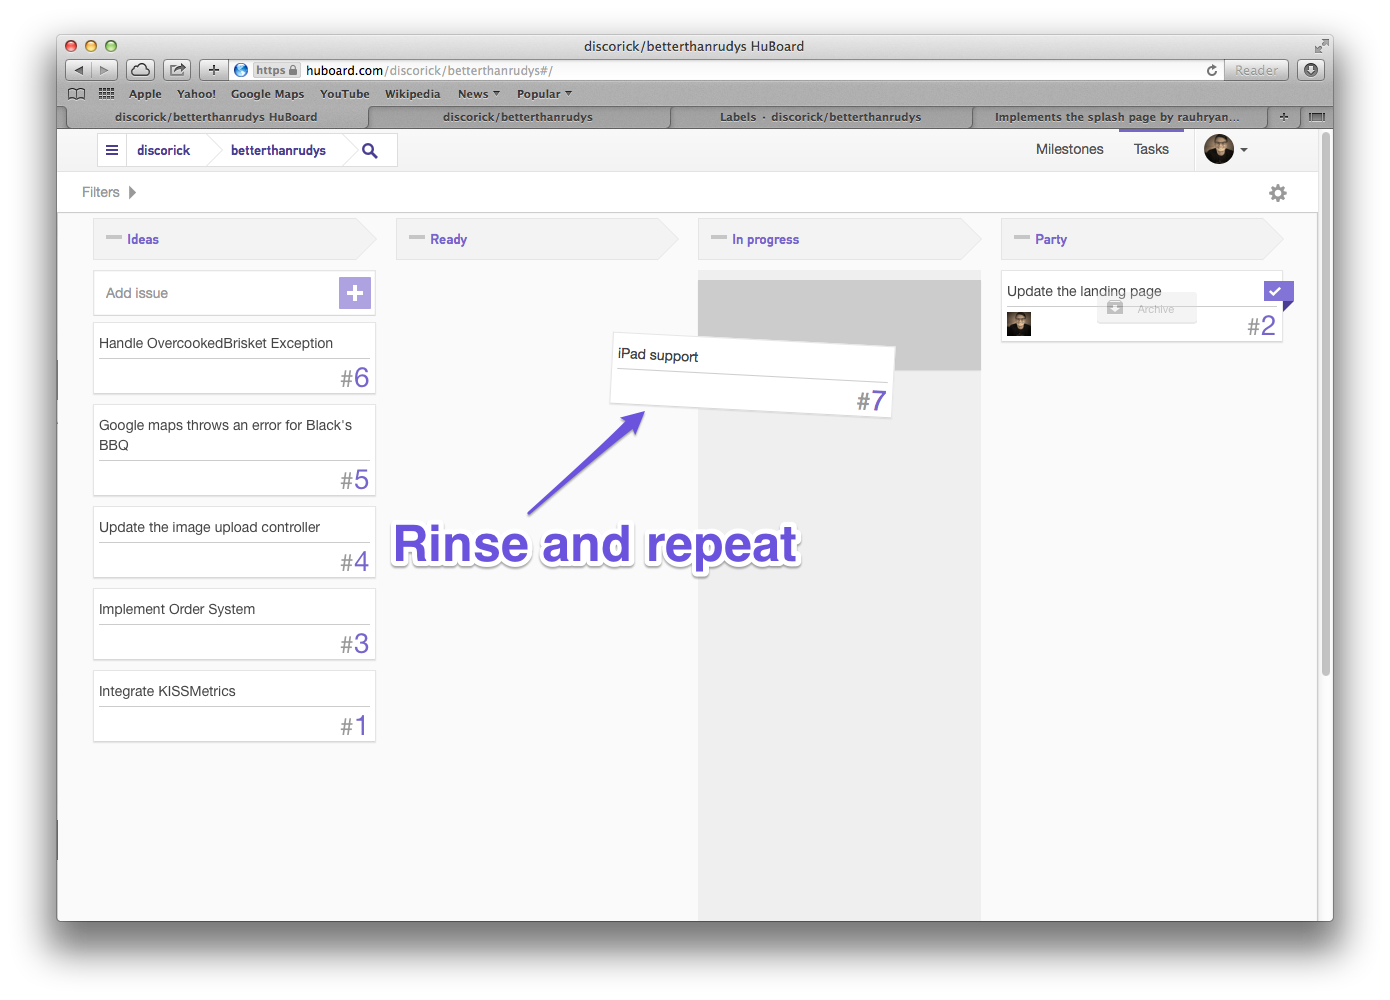 discorick/betterthanrudys HuBoard
https huboard.com/discorick/betterthanrudys#/ Reader
Apple Yahoo! Google Maps YouTube Wikipedia News Popular
discorick/betterthanrudys HuBoard discorick/betterthanrudys Labels · discorick/betterthanrudys Implements the splash page by rauhryan...
discorick betterthanrudys Milestones Tasks
Filters
Ideas Ready In progress Party
Add issue
Handle OvercookedBrisket Exception
#6
Google maps throws an error for Black's
BBQ
#5
Update the image upload controller
#4
Implement Order System
#3
Integrate KISSMetrics
#1
iPad support
#7
Rinse and repeat
Update the landing page
Archive
#2